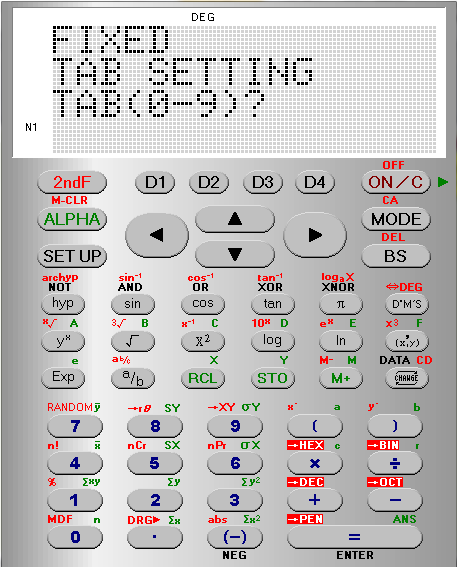 DEG
FIXED
TAB SETTING
TAB(0-9)?
N1
OFF
2ndF D1 D2 D3 D4 ON/C
M-CLR CA
ALPHA ◀ ▲ ▶ MODE
DEL
SET UP ▼ BS
archyp sin⁻¹ cos⁻¹ tan⁻¹ logₐX ⇔DEG
NOT AND OR XOR XNOR
hyp sin cos tan π D°M'S
ˣ√ A ³√ B x⁻¹ C 10ˣ D eˣ E x³ F
yˣ √ X² log ln (x,y)
e ab/c X Y M- M DATA CD
Exp a/b RCL STO M+ CHANGE
RANDOM ȳ →rθ SY →XY σY a b
7 8 9 ( )
n! x̄ nCr SX nPr σX →HEX c →BIN r
4 5 6 × ÷
% Σxy Σy Σy² →DEC →OCT
1 2 3 + −
MDF n DRG▶ Σx abs Σx² →PEN ANS
0 · (−) =
NEG ENTER